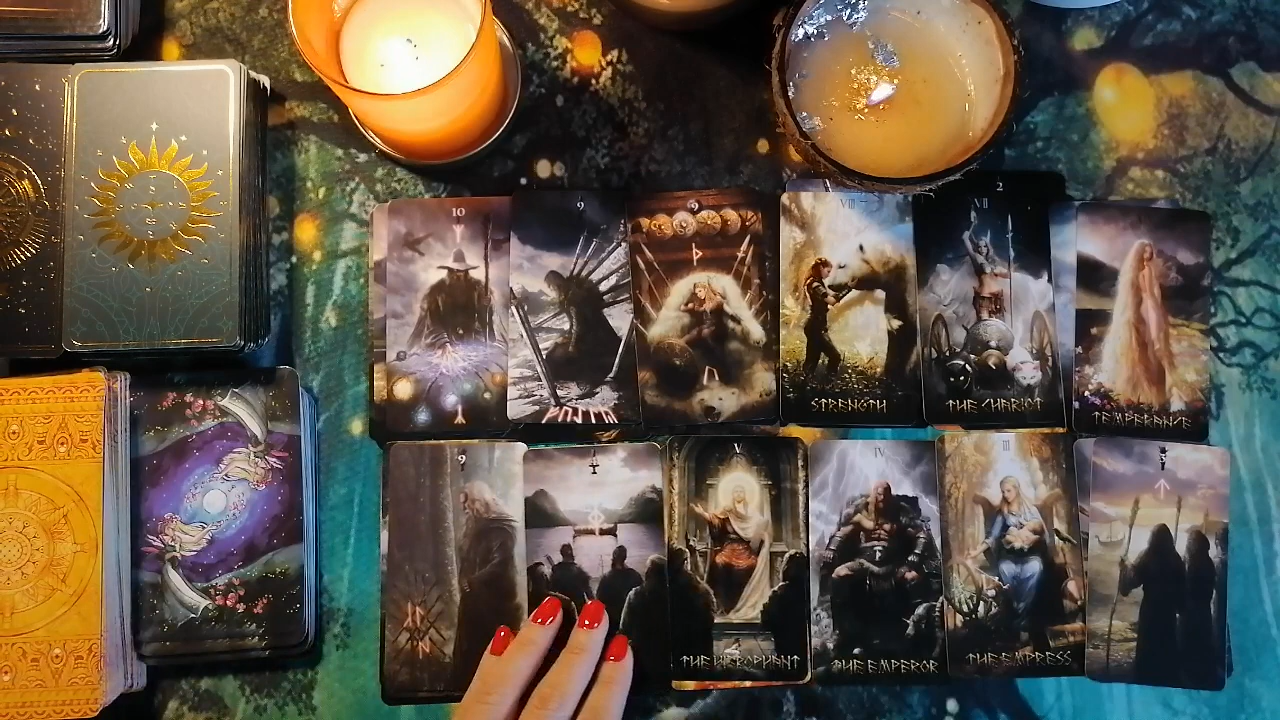 10
9
9
VIII
STRENGTH
2
VII
THE CHARIOT
TEMPERANCE
9
V
THE HIEROPHANT
IV
THE EMPEROR
III
THE EMPRESS